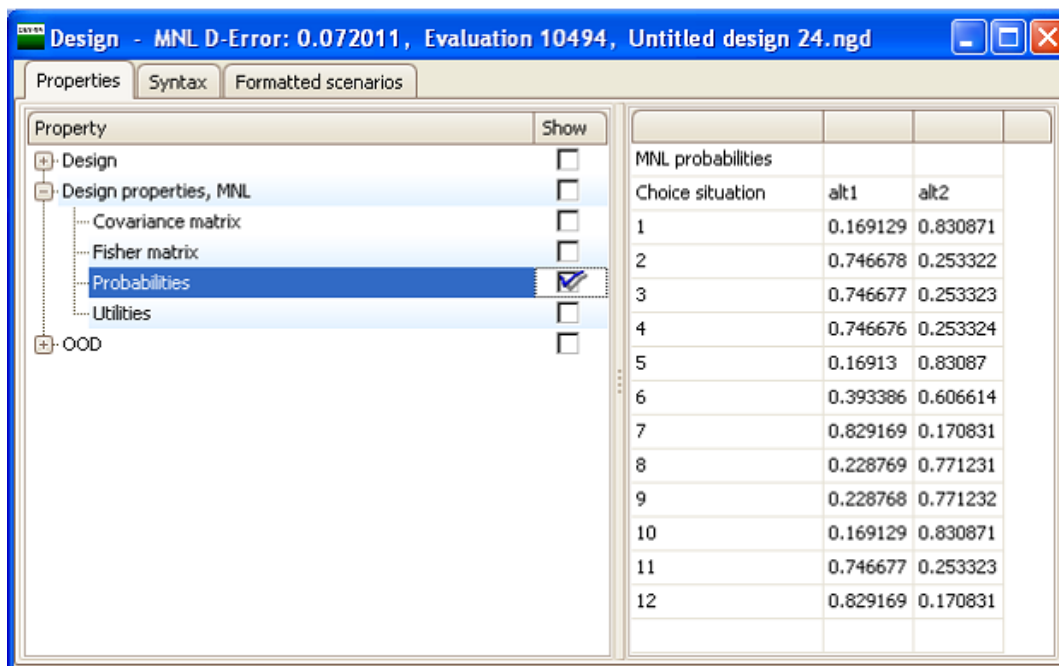 Design - MNL D-Error: 0.072011, Evaluation 10494, Untitled design 24.ngd
Properties Syntax Formatted scenarios
Property Show
Design
Design properties, MNL
Covariance matrix
Fisher matrix
Probabilities
Utilities
OOD
MNL probabilities
Choice situation alt1 alt2
1 0.169129 0.830871
2 0.746678 0.253322
3 0.746677 0.253323
4 0.746676 0.253324
5 0.16913 0.83087
6 0.393386 0.606614
7 0.829169 0.170831
8 0.228769 0.771231
9 0.228768 0.771232
10 0.169129 0.830871
11 0.746677 0.253323
12 0.829169 0.170831